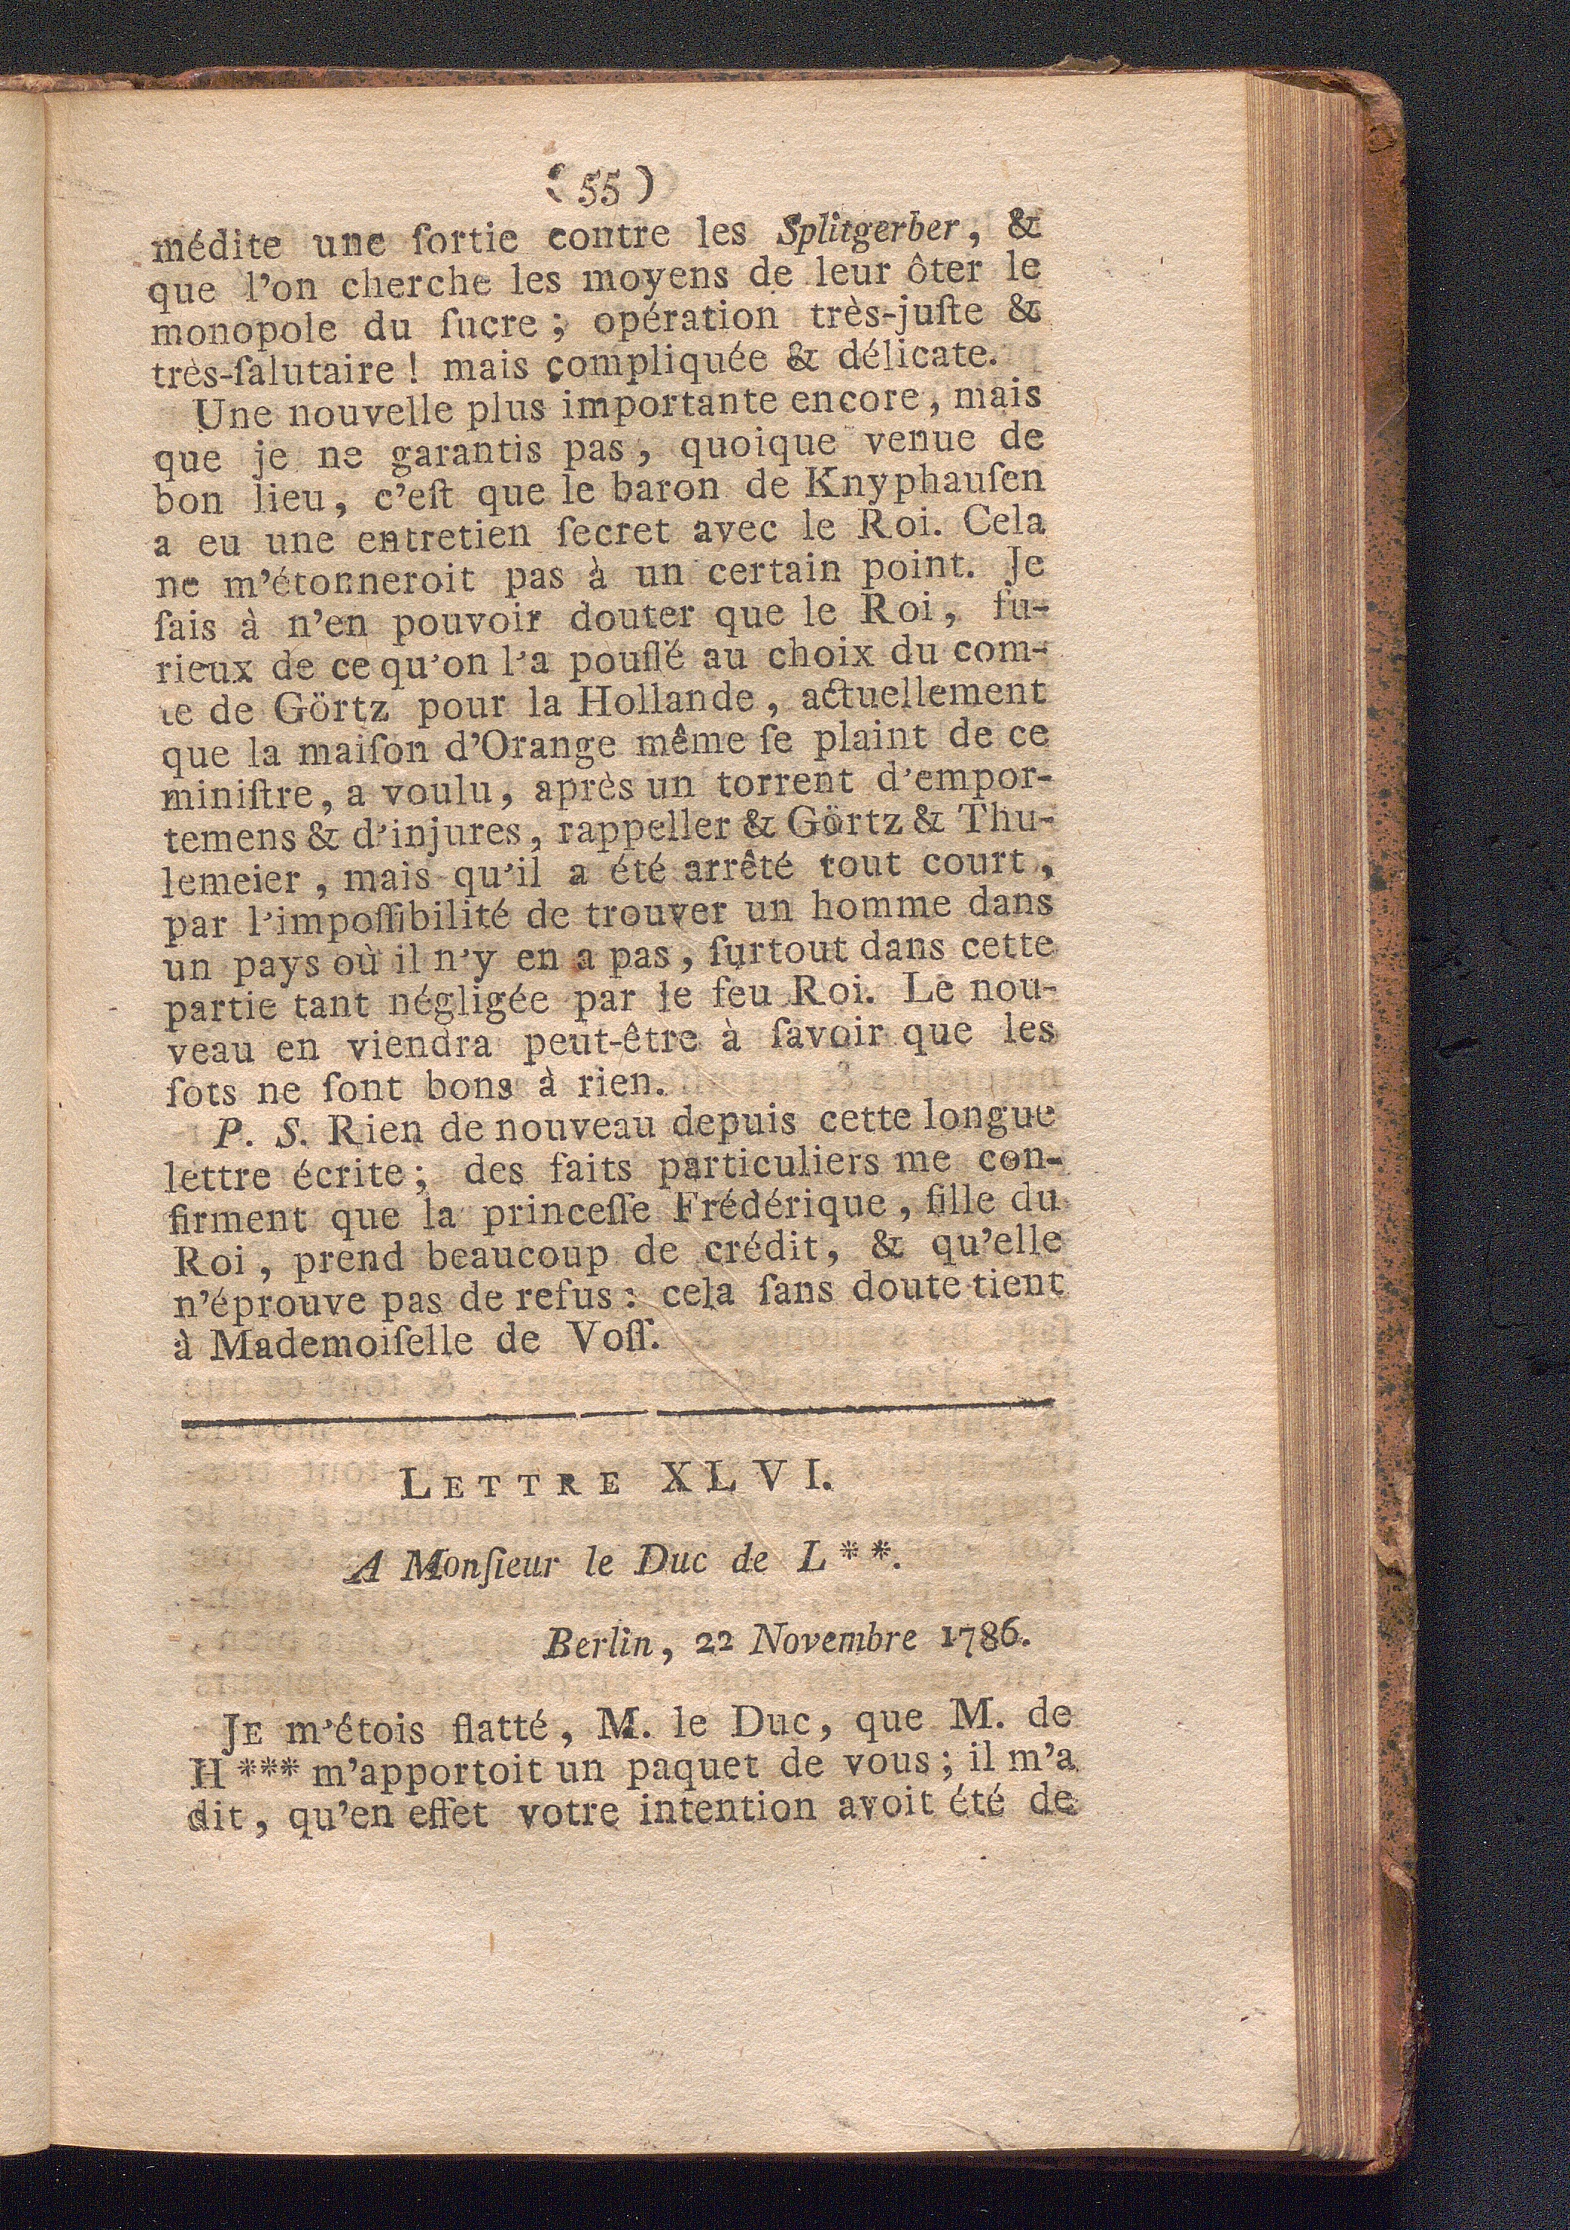 (55)
médite une ſortie contre les Splitgerber, &
que l'on cherche les moyens de leur ôter le
monopole du ſucre; opération très-juſte &
très-ſalutaire! mais compliquée & délicate.
Une nouvelle plus importante encore, mais
que je ne garantis pas, quoique venue de
bon lieu, c'eſt que le baron de Knyphauſen
a eu une entretien ſecret avec le Roi. Cela
ne m'étonneroit pas à un certain point. Je
ſais à n'en pouvoir douter que le Roi, fu-
rieux de ce qu'on l'a pouſſé au choix du com-
te de Görtz pour la Hollande, actuellement
que la maiſon d'Orange même ſe plaint de ce
miniſtre, a voulu, après un torrent d'empor-
temens & d'injures, rappeller & Görtz & Thu-
lemeier, mais qu'il a été arrêté tout court,
par l'impoſſibilité de trouver un homme dans
un pays où il n'y en a pas, ſurtout dans cette
partie tant négligée par le feu Roi. Le nou-
veau en viendra peut-être à ſavoir que les
ſots ne ſont bons à rien.
P. S. Rien de nouveau depuis cette longue
lettre écrite; des faits particuliers me con-
firment que la princeſſe Frédérique, fille du
Roi, prend beaucoup de crédit, & qu'elle
n'éprouve pas de refus: cela ſans doute tient
à Mademoiſelle de Voſſ.
LETTRE XLVI.
A Monſieur le Duc de L**.
Berlin, 22 Novembre 1786.
JE m'étois flatté, M. le Duc, que M. de
H*** m'apportoit un paquet de vous; il m'a
dit, qu'en effet votre intention avoit été de